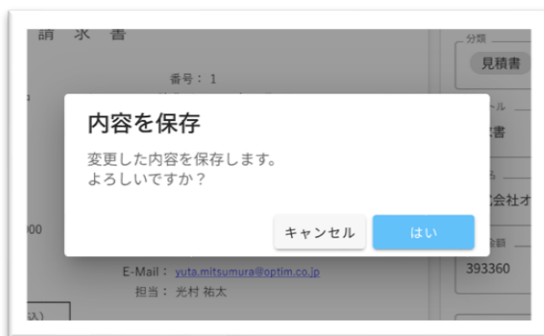 請 求 書
番号： 1
分類
見積書
内容を保存
変更した内容を保存します。
よろしいですか？
キャンセル
はい
E-Mail： yuta.mitsumura@optim.co.jp
担当： 光村 祐太
393360